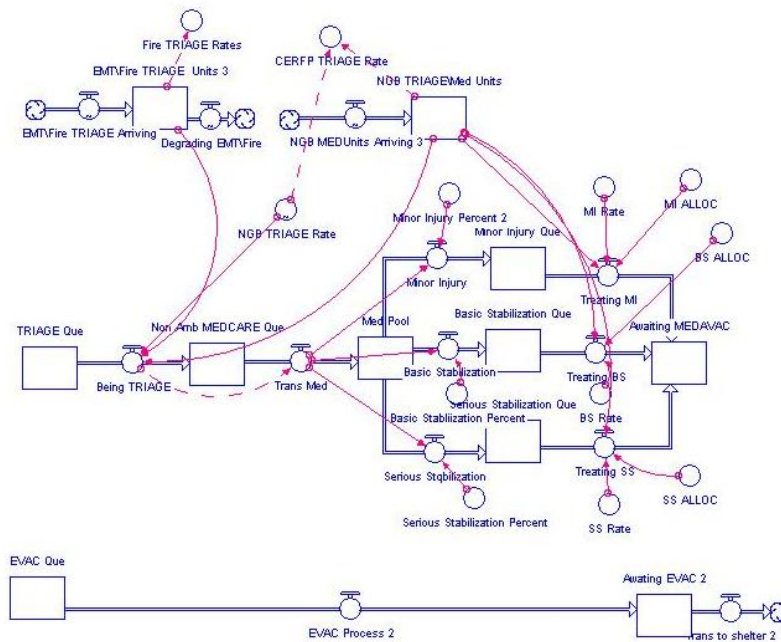 Fire TRIAGE Rates
EMT\Fire TRIAGE Units 3
CERFP TRIAGE Rate
NGB TRIAGE\Med Units
EMT\Fire TRIAGE Arriving
Degrading EMT\Fire
NGB MEDUnits Arriving 3
NGB TRIAGE Rate
Minor Injury Percent 2
MI Rate
MI ALLOC
Minor Injury Que
BS ALLOC
Minor Injury
Treating MI
TRIAGE Que
Non Amb MEDCARE Que
Med Pool
Basic Stabilization Que
Awaiting MEDAVAC
Being TRIAGE
Trans Med
Basic Stabilization
Treating BS
Serious Stabilization Que
BS Rate
Basic Stabliization Percent
Serious Stqbilization
Treating SS
SS ALLOC
Serious Stabilization Percent
SS Rate
EVAC Que
Awating EVAC 2
EVAC Process 2
Trans to shelter 2